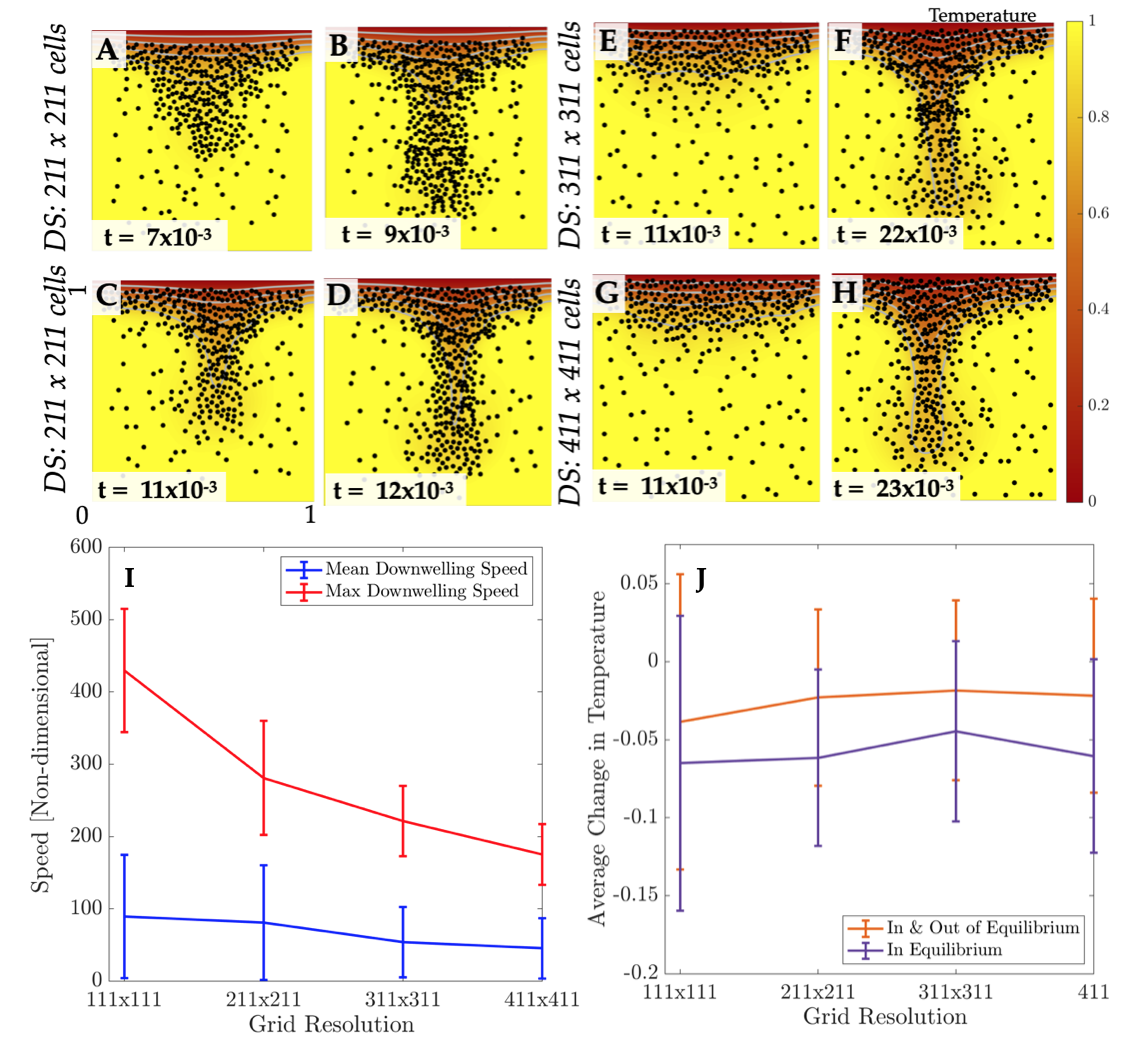 Temperature
DS: 211 x 211 cells
A
t = 7x10-3
B
t = 9x10-3
DS: 311 x 311 cells
E
t = 11x10-3
F
t = 22x10-3
1
0.8
0.6
0.4
0.2
0
DS: 211 x 211 cells
1
C
t = 11x10-3
D
t = 12x10-3
0
1
DS: 411 x 411 cells
G
t = 11x10-3
H
t = 23x10-3
I
Mean Downwelling Speed
Max Downwelling Speed
Speed [Non-dimensional]
600
500
400
300
200
100
0
111x111
211x211
311x311
411x411
Grid Resolution
J
Average Change in Temperature
0.05
0
-0.05
-0.1
-0.15
-0.2
In & Out of Equilibrium
In Equilibrium
111x111
211x211
311x311
411
Grid Resolution